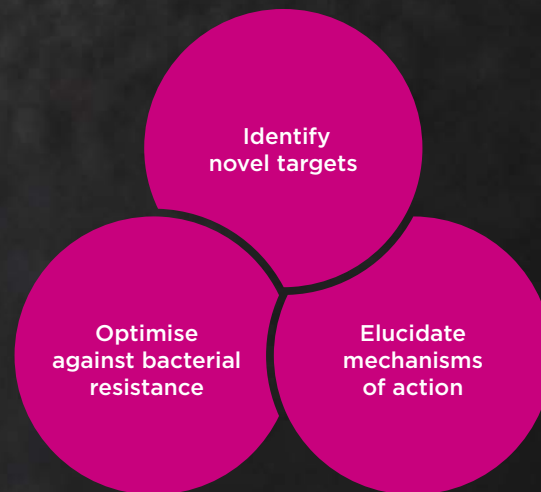 Identify
novel targets
Optimise
against bacterial
resistance
Elucidate
mechanisms
of action